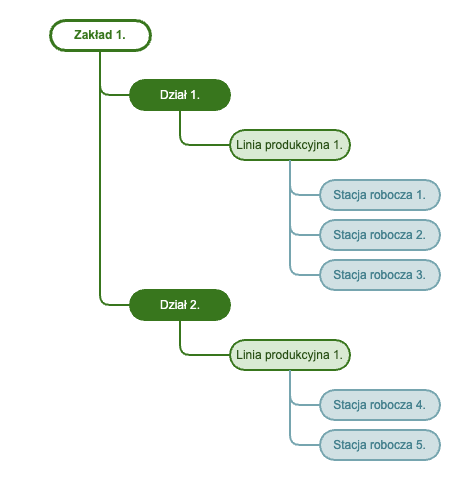 Zakład 1.
Dział 1.
Linia produkcyjna 1.
Stacja robocza 1.
Stacja robocza 2.
Stacja robocza 3.
Dział 2.
Linia produkcyjna 1.
Stacja robocza 4.
Stacja robocza 5.